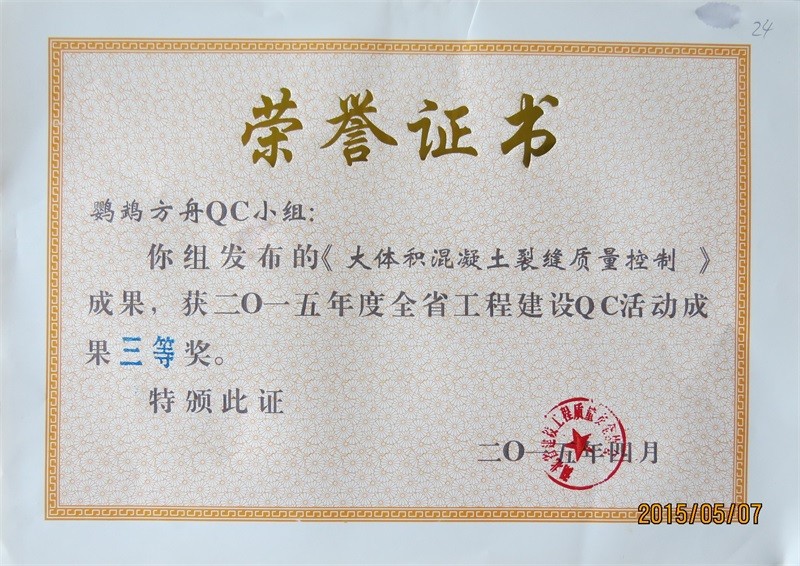 24
荣誉证书
鹦鹉方舟QC小组：
你组发布的《大体积混凝土裂缝质量控制》
成果，获二O一五年度全省工程建设QC活动成
果三等奖。
特颁此证
二O一五年四月
2015/05/07